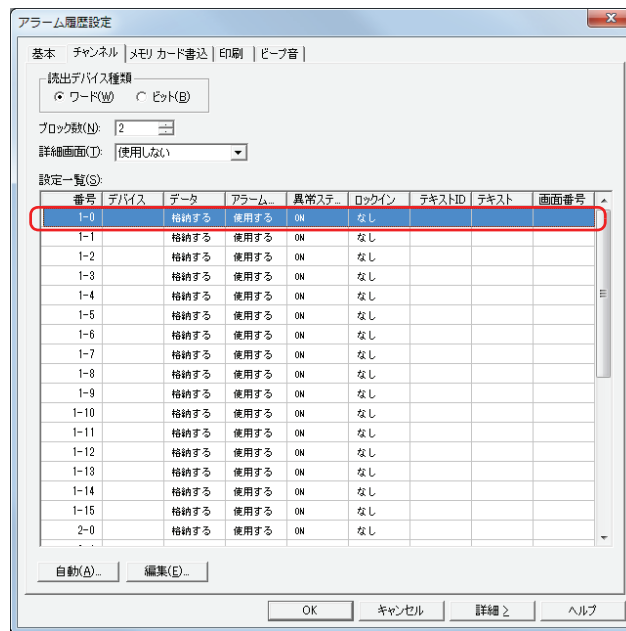 アラーム履歴設定
基本 チャンネル メモリ カード書込 印刷 ビープ音
読出デバイス種類
ワード(W) ビット(B)
ブロック数(N): 2
詳細画面(T): 使用しない
設定一覧(S):
番号 デバイス データ アラーム... 異常ステ... ロックイン テキストID テキスト 画面番号
1-0 格納する 使用する ON なし
1-1 格納する 使用する ON なし
1-2 格納する 使用する ON なし
1-3 格納する 使用する ON なし
1-4 格納する 使用する ON なし
1-5 格納する 使用する ON なし
1-6 格納する 使用する ON なし
1-7 格納する 使用する ON なし
1-8 格納する 使用する ON なし
1-9 格納する 使用する ON なし
1-10 格納する 使用する ON なし
1-11 格納する 使用する ON なし
1-12 格納する 使用する ON なし
1-13 格納する 使用する ON なし
1-14 格納する 使用する ON なし
1-15 格納する 使用する ON なし
2-0 格納する 使用する ON なし
自動(A)... 編集(E)...
OK キャンセル 詳細 ≥ ヘルプ